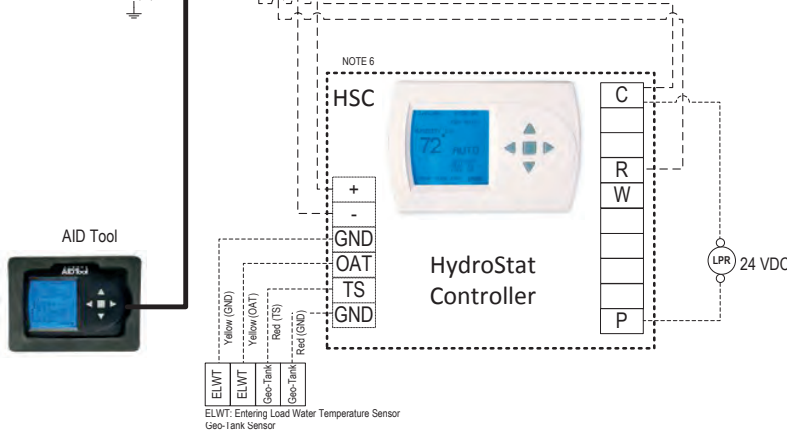 NOTE 6
HSC
72°
AUTO
C
R
W
P
+
-
GND
OAT
TS
GND
HydroStat
Controller
LPR
24 VDC
AID Tool
AID Tool
Yellow (GND)
Yellow (OAT)
Red (TS)
Red (GND)
ELWT
ELWT
Geo-Tank
Geo-Tank
ELWT: Entering Load Water Temperature Sensor
Geo-Tank Sensor